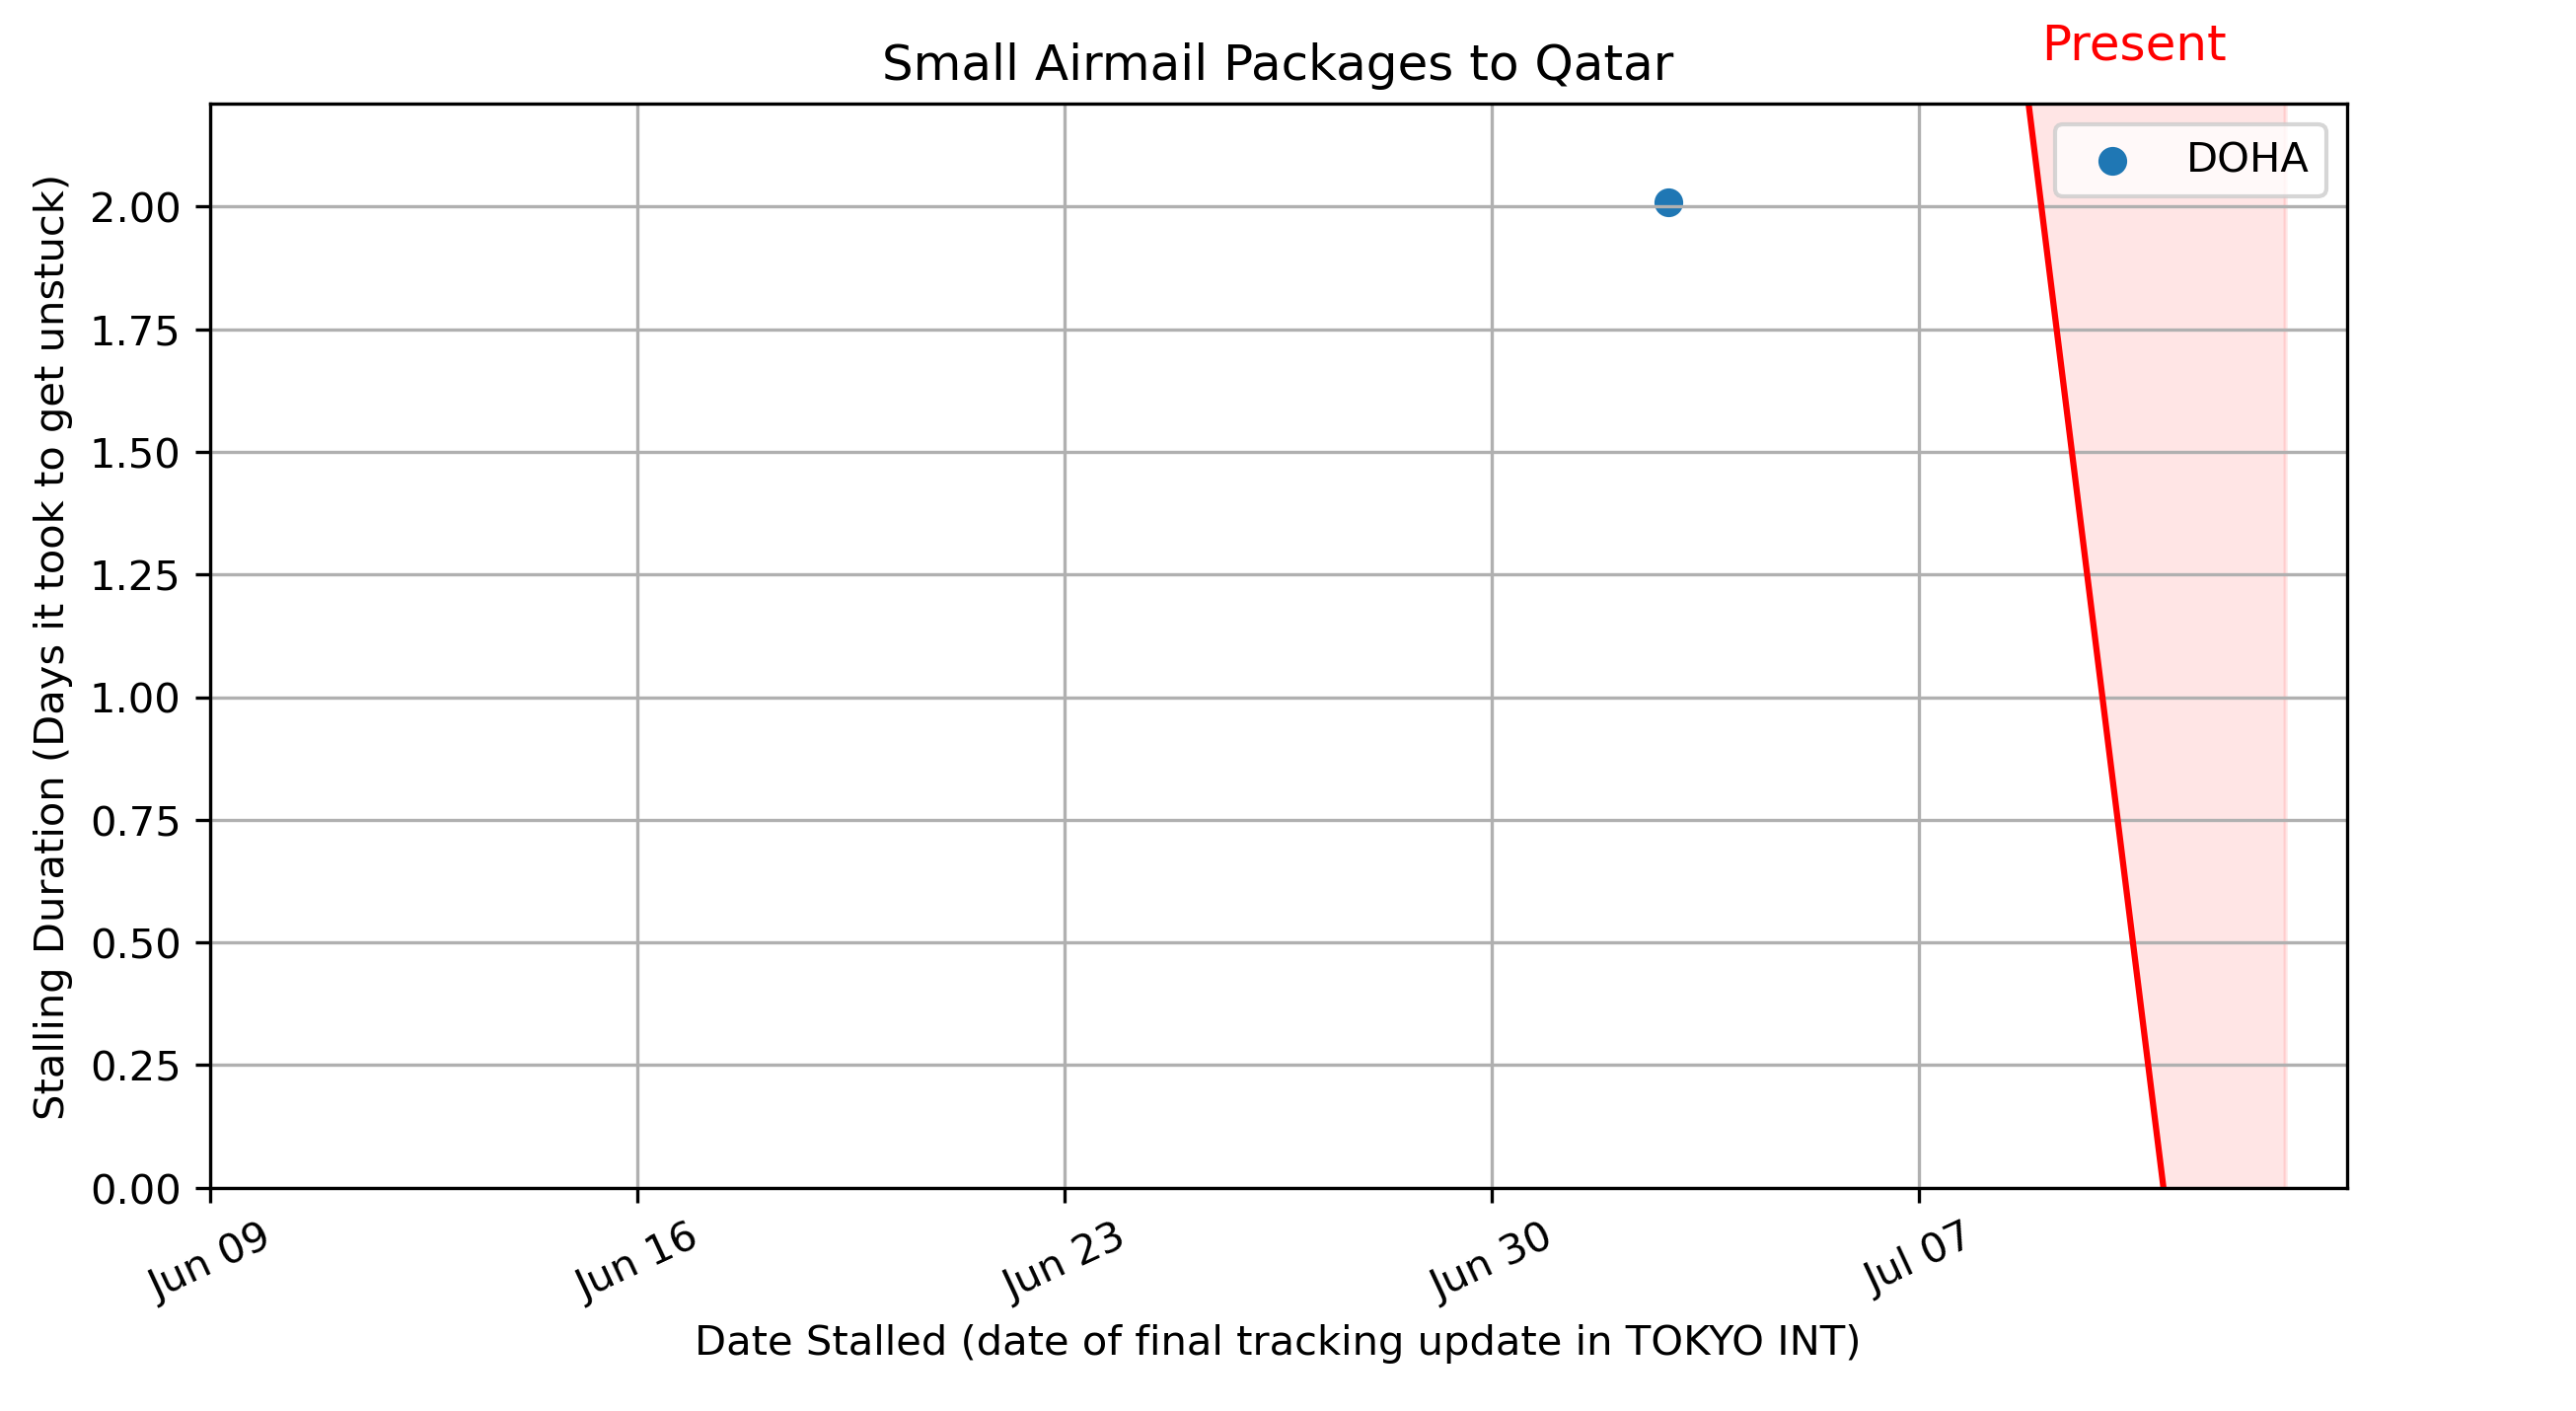 Present
Small Airmail Packages to Qatar
DOHA
Stalling Duration (Days it took to get unstuck)
2.00
1.75
1.50
1.25
1.00
0.75
0.50
0.25
0.00
Jun 09
Jun 16
Jun 23
Jun 30
Jul 07
Date Stalled (date of final tracking update in TOKYO INT)